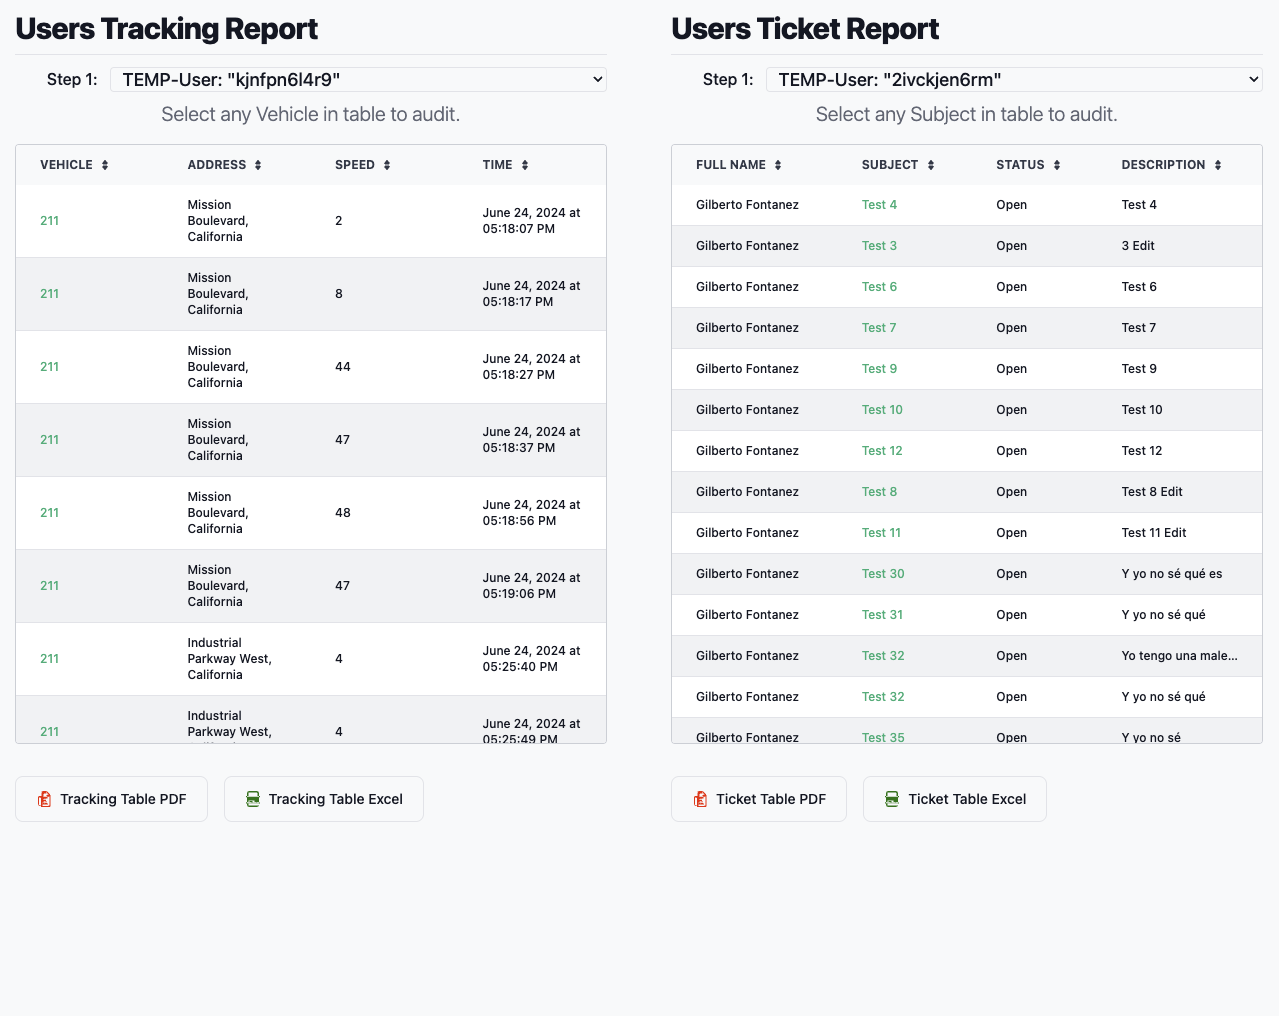 Users Tracking Report
Step 1: TEMP-User: "kjnfpn6l4r9"
Select any Vehicle in table to audit.
VEHICLE ADDRESS SPEED TIME
211 Mission Boulevard, California 2 June 24, 2024 at 05:18:07 PM
211 Mission Boulevard, California 8 June 24, 2024 at 05:18:17 PM
211 Mission Boulevard, California 44 June 24, 2024 at 05:18:27 PM
211 Mission Boulevard, California 47 June 24, 2024 at 05:18:37 PM
211 Mission Boulevard, California 48 June 24, 2024 at 05:18:56 PM
211 Mission Boulevard, California 47 June 24, 2024 at 05:19:06 PM
211 Industrial Parkway West, California 4 June 24, 2024 at 05:25:40 PM
211 Industrial Parkway West, 4 June 24, 2024 at 05:25:49 PM
Tracking Table PDF
Tracking Table Excel
Users Ticket Report
Step 1: TEMP-User: "2ivckjen6rm"
Select any Subject in table to audit.
FULL NAME SUBJECT STATUS DESCRIPTION
Gilberto Fontanez Test 4 Open Test 4
Gilberto Fontanez Test 3 Open 3 Edit
Gilberto Fontanez Test 6 Open Test 6
Gilberto Fontanez Test 7 Open Test 7
Gilberto Fontanez Test 9 Open Test 9
Gilberto Fontanez Test 10 Open Test 10
Gilberto Fontanez Test 12 Open Test 12
Gilberto Fontanez Test 8 Open Test 8 Edit
Gilberto Fontanez Test 11 Open Test 11 Edit
Gilberto Fontanez Test 30 Open Y yo no sé qué es
Gilberto Fontanez Test 31 Open Y yo no sé qué
Gilberto Fontanez Test 32 Open Yo tengo una male...
Gilberto Fontanez Test 32 Open Y yo no sé qué
Gilberto Fontanez Test 35 Open Y yo no sé
Ticket Table PDF
Ticket Table Excel